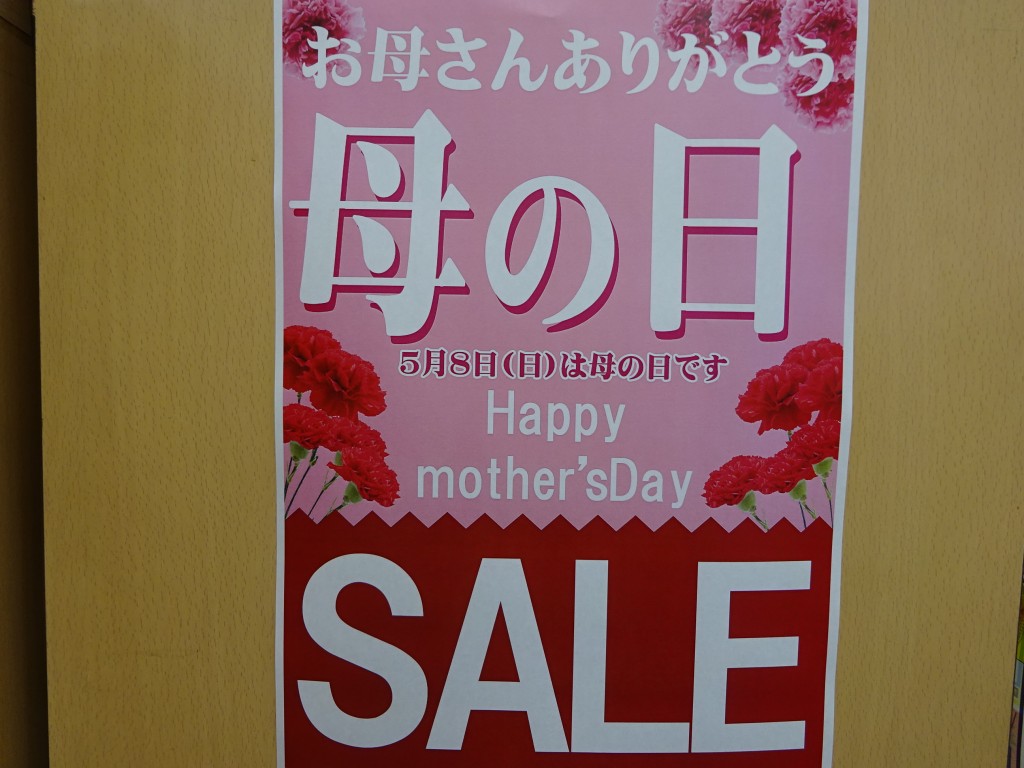 お母さんありがとう
母の日
5月8日(日)は母の日です
Happy
mother'sDay
SALE